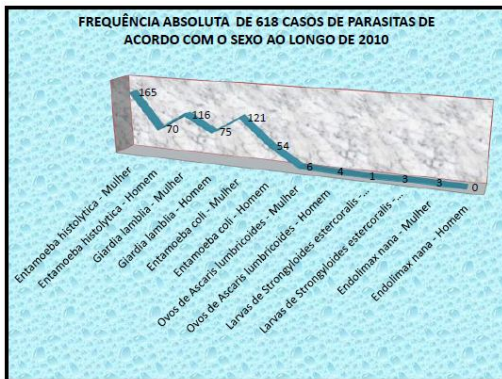 FREQUÊNCIA ABSOLUTA DE 618 CASOS DE PARASITAS DE
ACORDO COM O SEXO AO LONGO DE 2010
165
70
116
75
121
54
6
4
1
3
3
0
Entamoeba histolytica - Mulher
Entamoeba histolytica - Homem
Giardia lamblia - Mulher
Giardia lamblia - Homem
Entamoeba coli - Mulher
Entamoeba coli - Homem
Ovos de Ascaris lumbricoides - Mulher
Ovos de Ascaris lumbricoides - Homem
Larvas de Strongyloides estercoralis - ...
Larvas de Strongyloides estercoralis - ...
Endolimax nana - Mulher
Endolimax nana - Homem